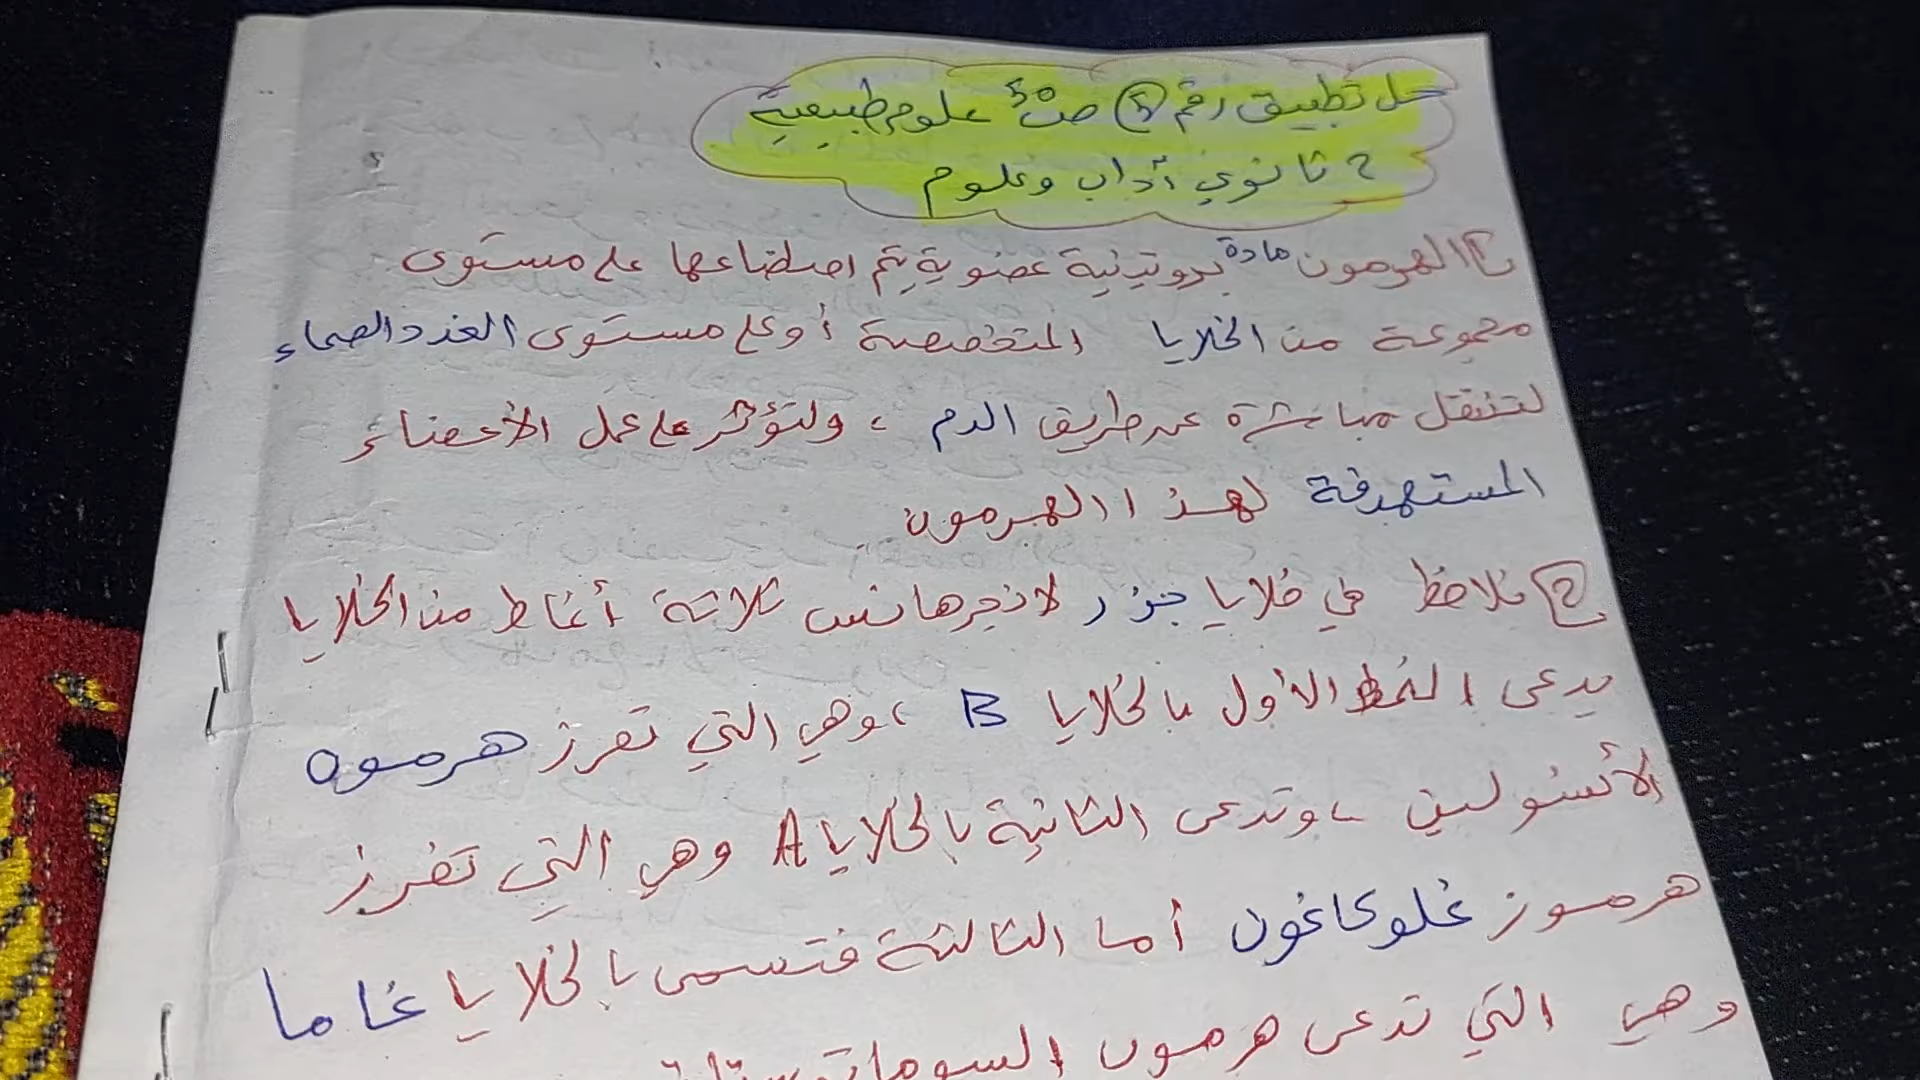 حل تطبيق رقم 5 ص 50 علوم طبيعية
2 ثانوي آداب وعلوم
1 الهرمون مادة بروتينية عضوية يتم اصطناعها على مستوى
مجموعة من الخلايا المتخصصة أو على مستوى الغدد الصماء
لتنتقل مباشرة عن طريق الدم ، ولتؤثر على عمل الأعضاء
المستهدفة لهذا الهرمون
2 نلاحظ في خلايا جزر لانجرهانس ثلاثة أنماط من الخلايا
يدعى النمط الأول بالخلايا B ، وهي التي تفرز هرمون
الأنسولين ، وتدعى الثانية بالخلايا A وهي التي تفرز
هرمون غلوكاغون أما الثالثة فتسمى بالخلايا غاما
وهي التي تدعى هرمون